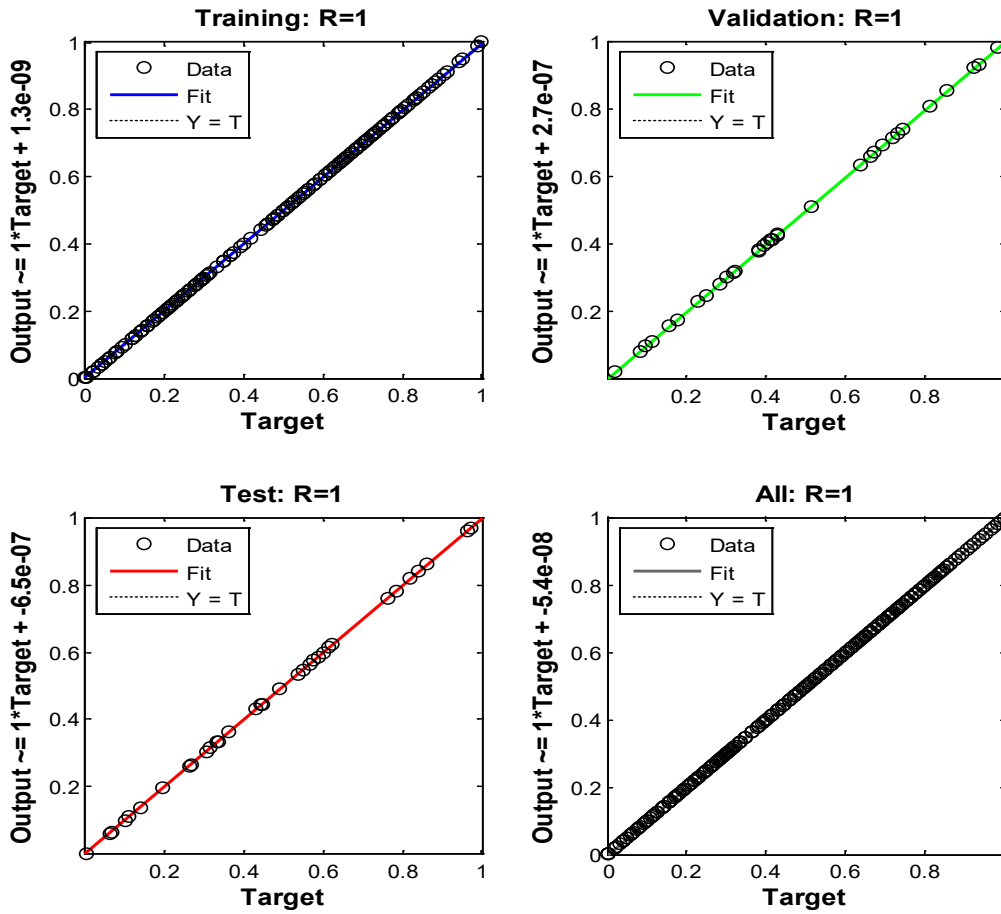 Training: R=1
Output ~= 1*Target + 1.3e-09
1
0.8
0.6
0.4
0.2
0
Data
Fit
Y = T
0 0.2 0.4 0.6 0.8 1
Target
Validation: R=1
Output ~= 1*Target + 2.7e-07
1
0.8
0.6
0.4
0.2
Data
Fit
Y = T
0.2 0.4 0.6 0.8
Target
Test: R=1
Output ~= 1*Target + -6.5e-07
1
0.8
0.6
0.4
0.2
Data
Fit
Y = T
0 0.2 0.4 0.6 0.8 1
Target
All: R=1
Output ~= 1*Target + -5.4e-08
1
0.8
0.6
0.4
0.2
0
Data
Fit
Y = T
0 0.2 0.4 0.6 0.8
Target